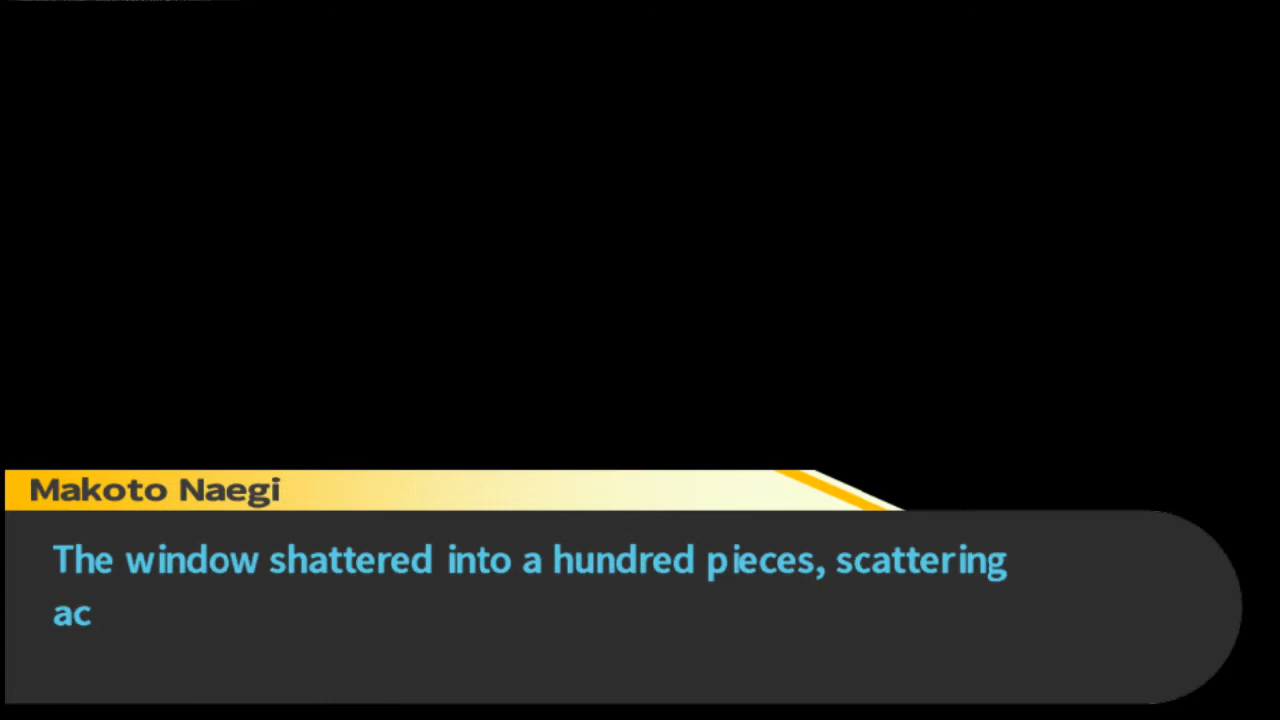 Makoto Naegi
The window shattered into a hundred pieces, scattering
ac